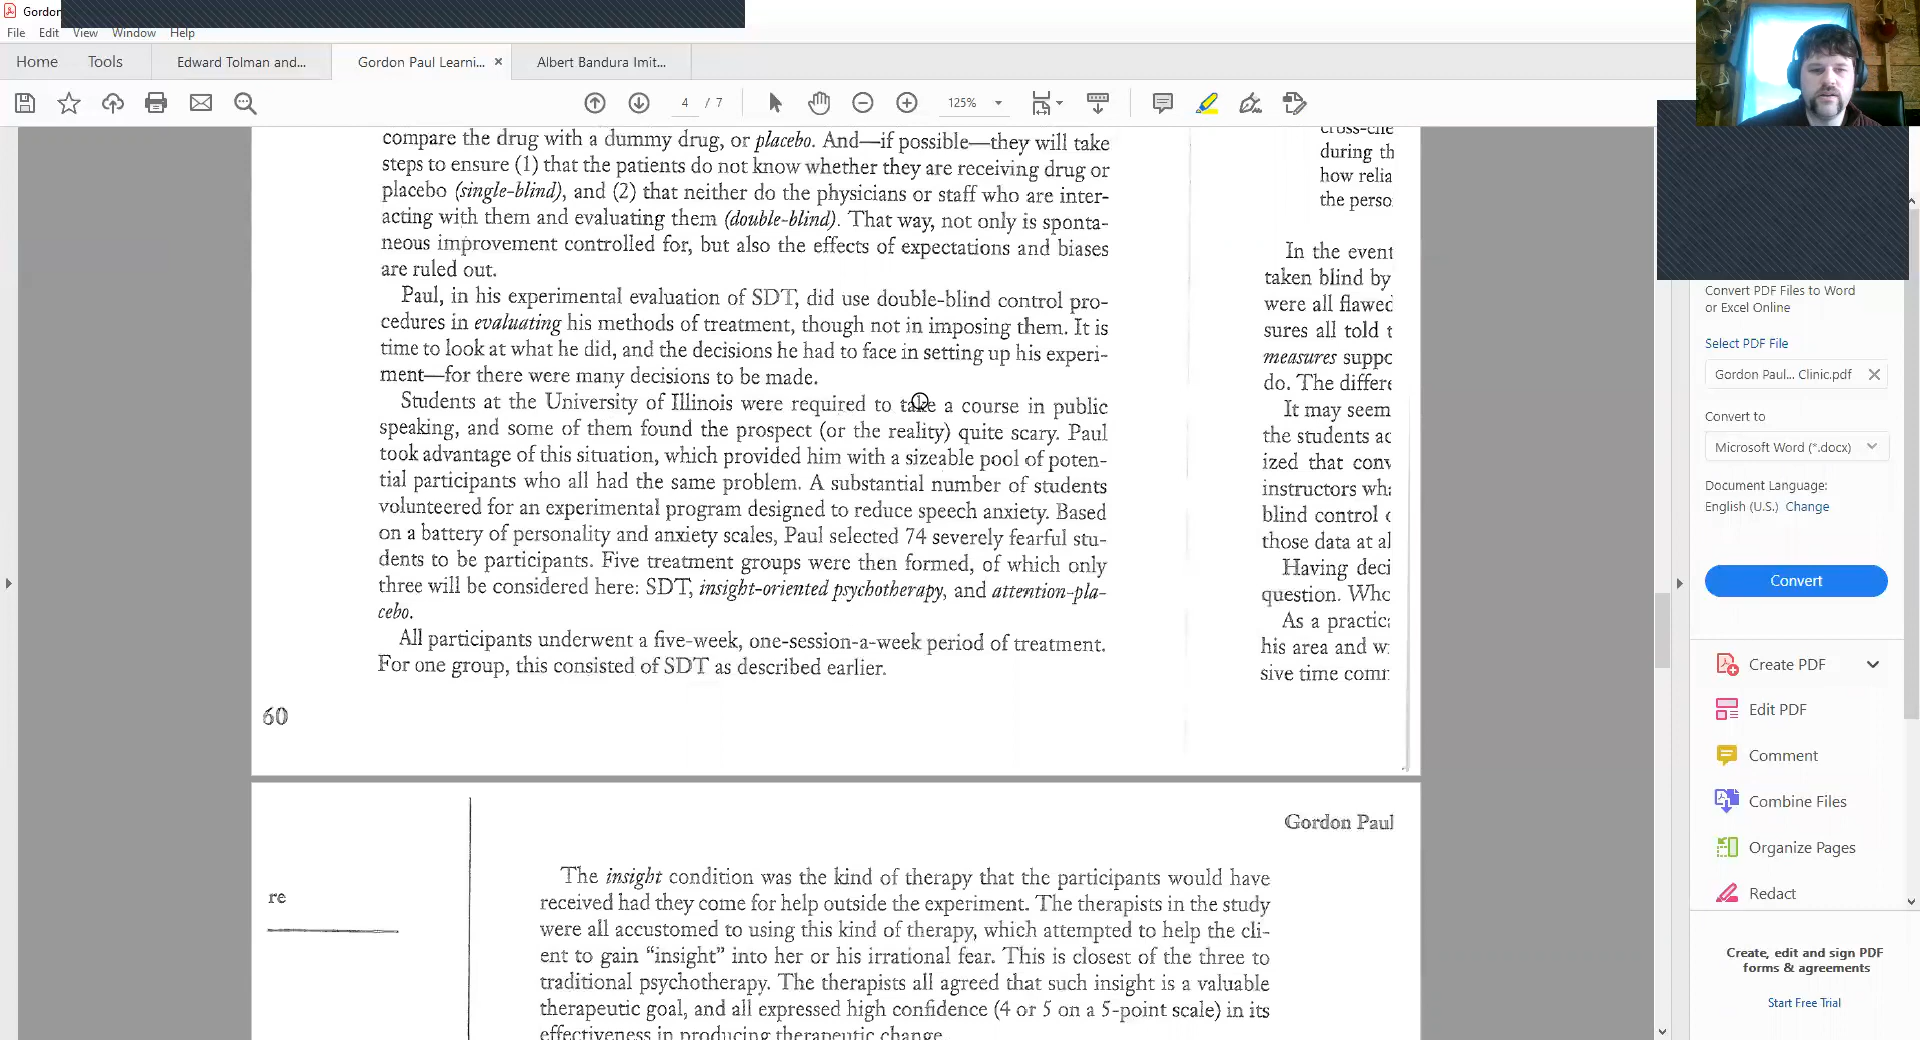 Gordon
File Edit View Window Help
Home Tools Edward Tolman and... Gordon Paul Learni... × Albert Bandura Imit...
4 / 7 125%
compare the drug with a dummy drug, or placebo. And—if possible—they will take
steps to ensure (1) that the patients do not know whether they are receiving drug or
placebo (single-blind), and (2) that neither do the physicians or staff who are inter-
acting with them and evaluating them (double-blind). That way, not only is sponta-
neous improvement controlled for, but also the effects of expectations and biases
are ruled out.
Paul, in his experimental evaluation of SDT, did use double-blind control pro-
cedures in evaluating his methods of treatment, though not in imposing them. It is
time to look at what he did, and the decisions he had to face in setting up his experi-
ment—for there were many decisions to be made.
Students at the University of Illinois were required to take a course in public
speaking, and some of them found the prospect (or the reality) quite scary. Paul
took advantage of this situation, which provided him with a sizeable pool of poten-
tial participants who all had the same problem. A substantial number of students
volunteered for an experimental program designed to reduce speech anxiety. Based
on a battery of personality and anxiety scales, Paul selected 74 severely fearful stu-
dents to be participants. Five treatment groups were then formed, of which only
three will be considered here: SDT, insight-oriented psychotherapy, and attention-pla-
cebo.
All participants underwent a five-week, one-session-a-week period of treatment.
For one group, this consisted of SDT as described earlier.
60
cross-che
during th
how relia
the perso
In the event
taken blind by
were all flawed
sures all told t
measures suppo
do. The differe
It may seem
the students ac
ized that conv
instructors wha
blind control c
those data at al
Having deci
question. Who
As a practica
his area and w
sive time comm
Gordon Paul
re
The insight condition was the kind of therapy that the participants would have
received had they come for help outside the experiment. The therapists in the study
were all accustomed to using this kind of therapy, which attempted to help the cli-
ent to gain “insight” into her or his irrational fear. This is closest of the three to
traditional psychotherapy. The therapists all agreed that such insight is a valuable
therapeutic goal, and all expressed high confidence (4 or 5 on a 5-point scale) in its
effectiveness in producing therapeutic change.
Convert PDF Files to Word
or Excel Online
Select PDF File
Gordon Paul... Clinic.pdf ×
Convert to
Microsoft Word (*.docx)
Document Language:
English (U.S.) Change
Convert
Create PDF
Edit PDF
Comment
Combine Files
Organize Pages
Redact
Create, edit and sign PDF
forms & agreements
Start Free Trial